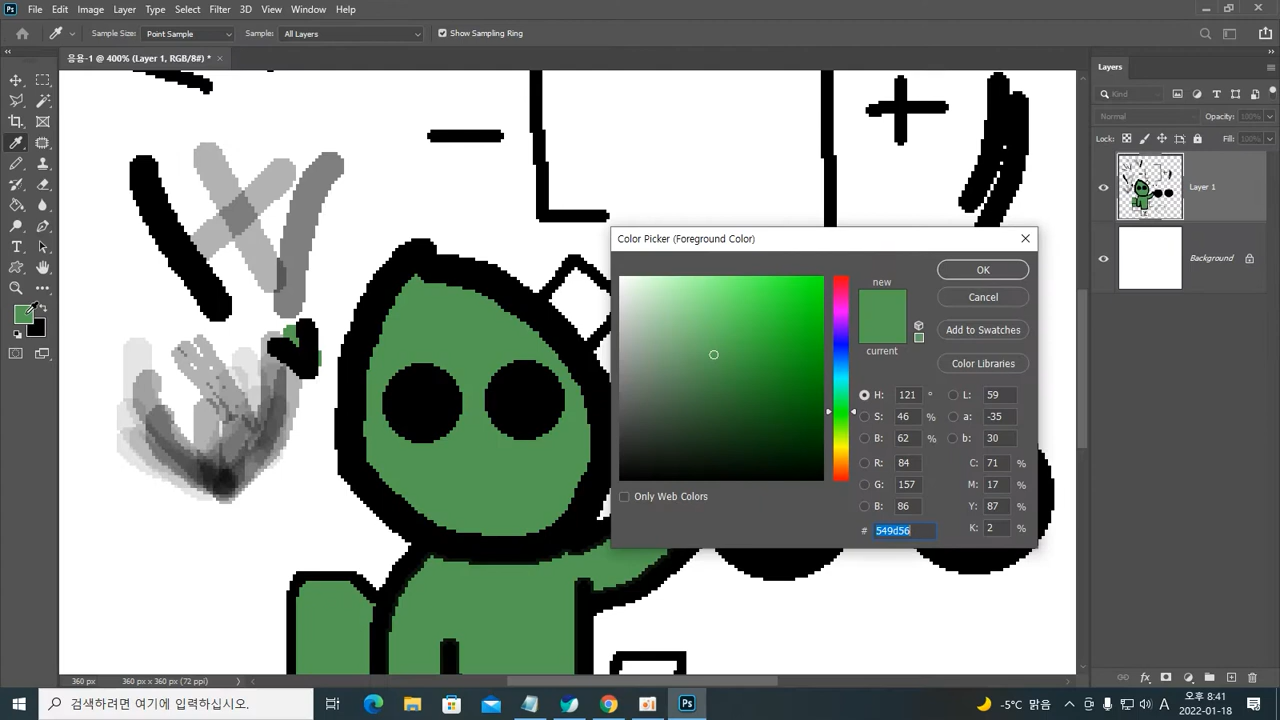 Ps File Edit Image Layer Type Select Filter 3D View Window Help
Sample Size: Point Sample Sample: All Layers Show Sampling Ring
응용-1 @ 400% (Layer 1, RGB/8#) * ×
Layers
Kind
Normal Opacity: 100%
Lock: Fill: 100%
Layer 1
Background
Color Picker (Foreground Color)
new
current
OK
Cancel
Add to Swatches
Color Libraries
H: 121 ° L: 59
S: 46 % a: -35
B: 62 % b: 30
R: 84 C: 71 %
G: 157 M: 17 %
B: 86 Y: 87 %
# 549d56 K: 2 %
Only Web Colors
360 px 360 px x 360 px (72 ppi)
검색하려면 여기에 입력하십시오.
Ps
-5°C 맑음 A 오후 8:41
2022-01-18